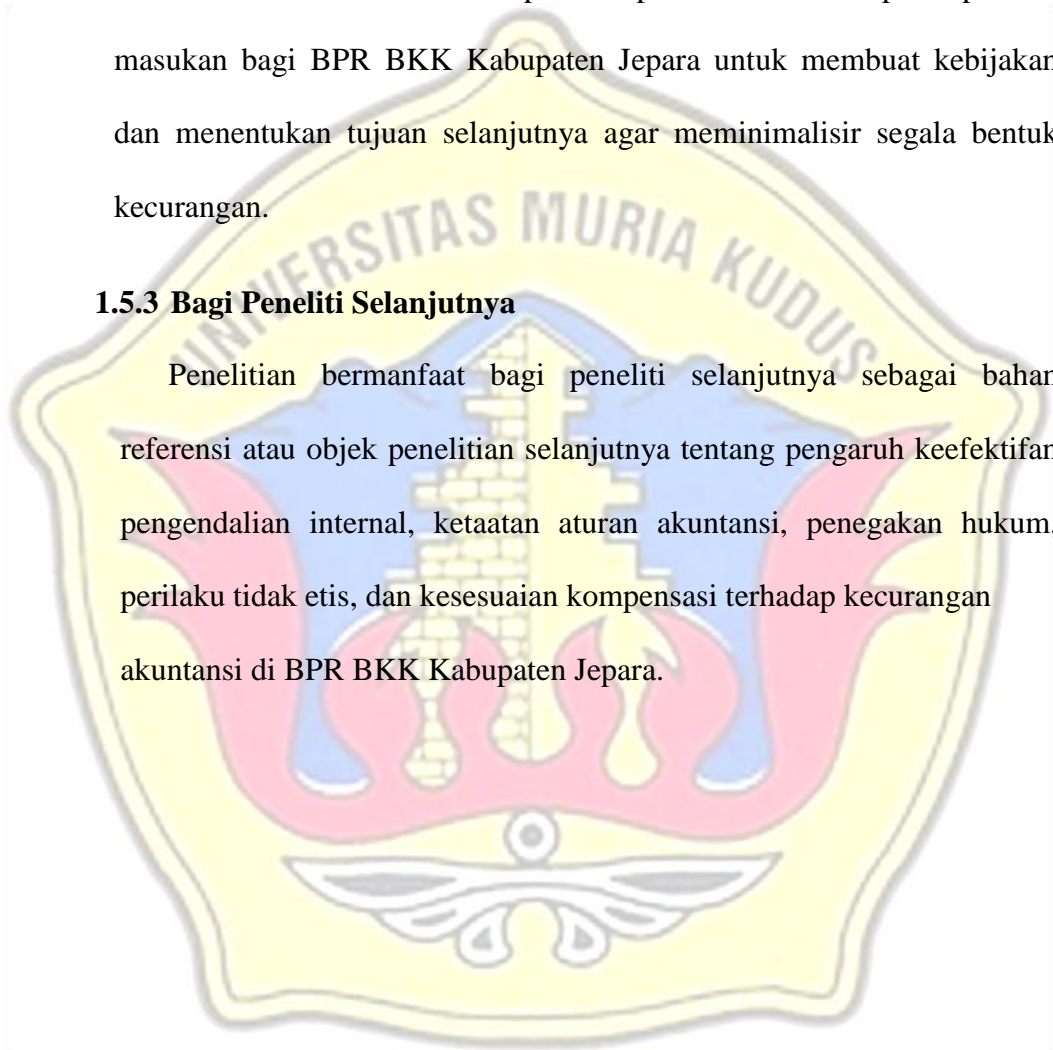 masukan bagi BPR BKK Kabupaten Jepara untuk membuat kebijakan
dan menentukan tujuan selanjutnya agar meminimalisir segala bentuk
kecurangan.
UNIVERSITAS MURIA KUDUS
1.5.3 Bagi Peneliti Selanjutnya
Penelitian bermanfaat bagi peneliti selanjutnya sebagai bahan
referensi atau objek penelitian selanjutnya tentang pengaruh keefektifan
pengendalian internal, ketaatan aturan akuntansi, penegakan hukum,
perilaku tidak etis, dan kesesuaian kompensasi terhadap kecurangan
akuntansi di BPR BKK Kabupaten Jepara.